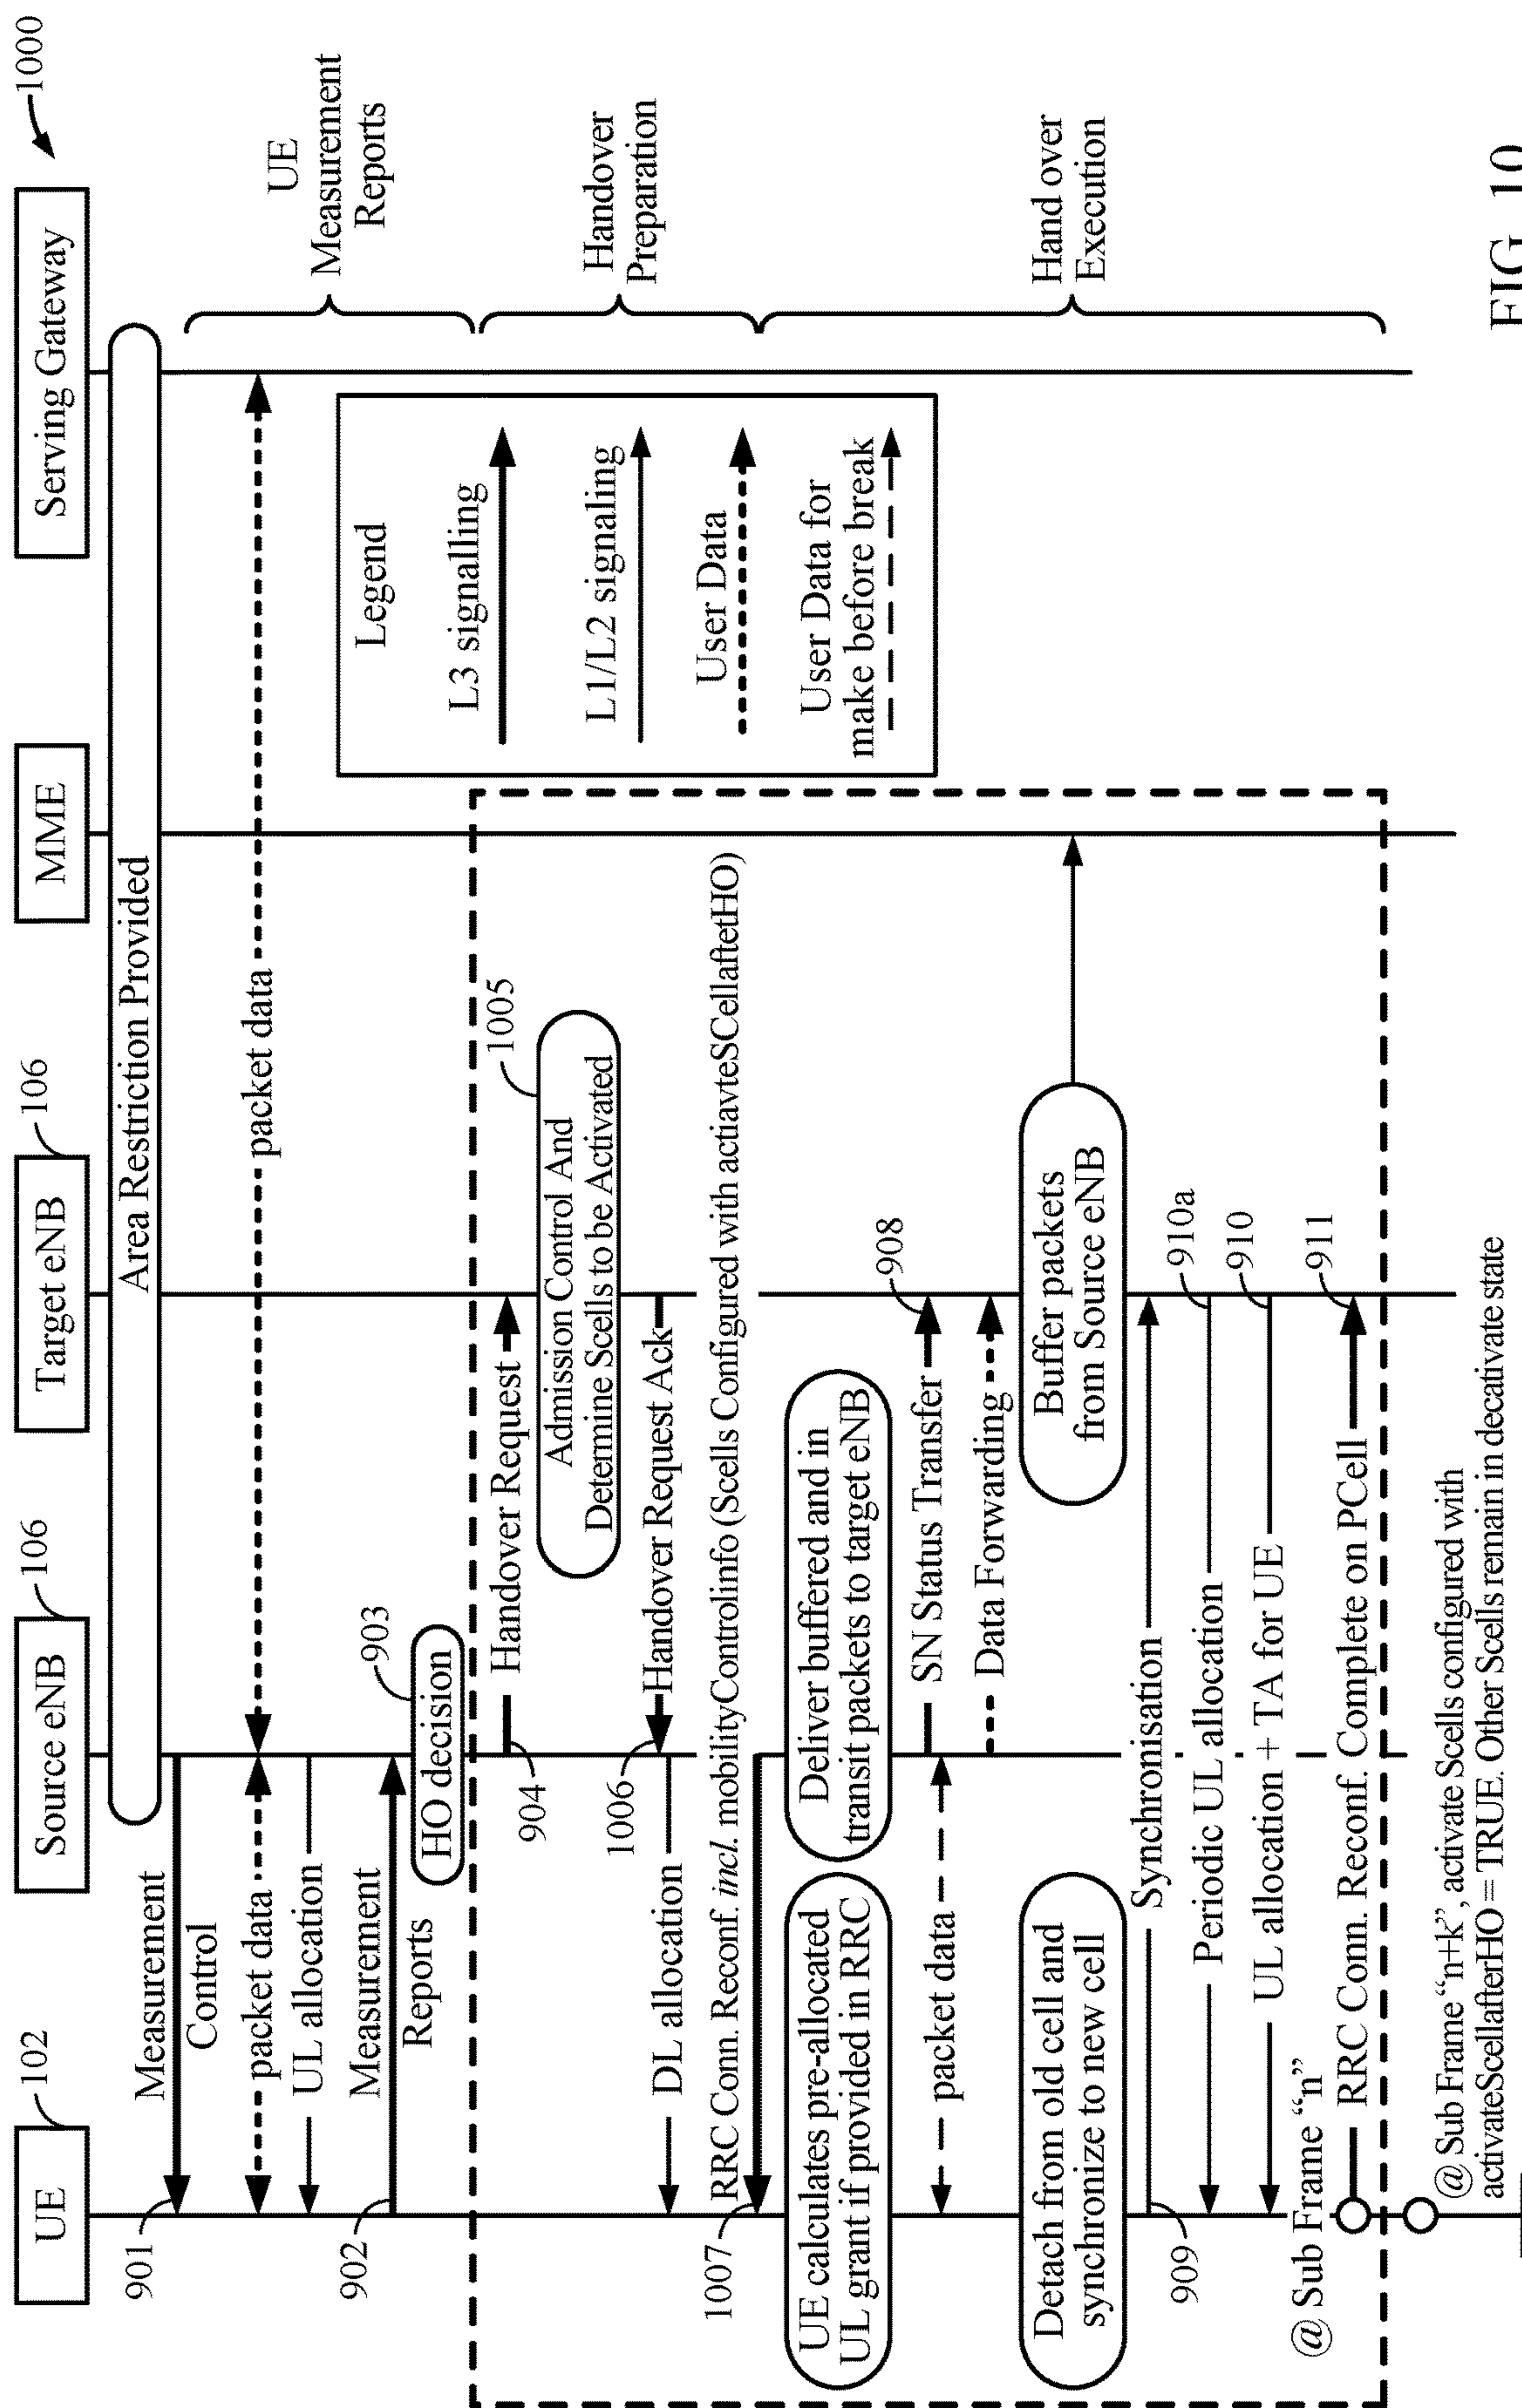 1000
UE
102
Source eNB
106
Target eNB
106
MME
Serving Gateway
Area Restriction Provided
901
Measurement
Control
packet data
packet data
UL allocation
902
Measurement
Reports
903
HO decision
UE
Measurement
Reports
904
Handover Request
1005
Admission Control And
Determine Scells to be Activated
1006
Handover Request Ack
DL allocation
Handover
Preparation
1007
RRC Conn. Reconf. incl. mobilityControlinfo (Scells Configured with actiavteSCellaftetHO)
UE calculates pre-allocated
UL grant if provided in RRC
Deliver buffered and in
transit packets to target eNB
908
SN Status Transfer
packet data
Data Forwarding
Detach from old cell and
synchronize to new cell
Buffer packets
from Source eNB
909
Synchronisation
910a
Periodic UL allocation
910
UL allocation + TA for UE
911
@ Sub Frame “n”
RRC Conn. Reconf. Complete on PCell
Hand over
Execution
@ Sub Frame “n+k”, activate Scells configured with
activateScellafterHO = TRUE. Other Scells remain in decativate state
Legend
L3 signalling
L1/L2 signaling
User Data
User Data for
make before break
FIG. 10